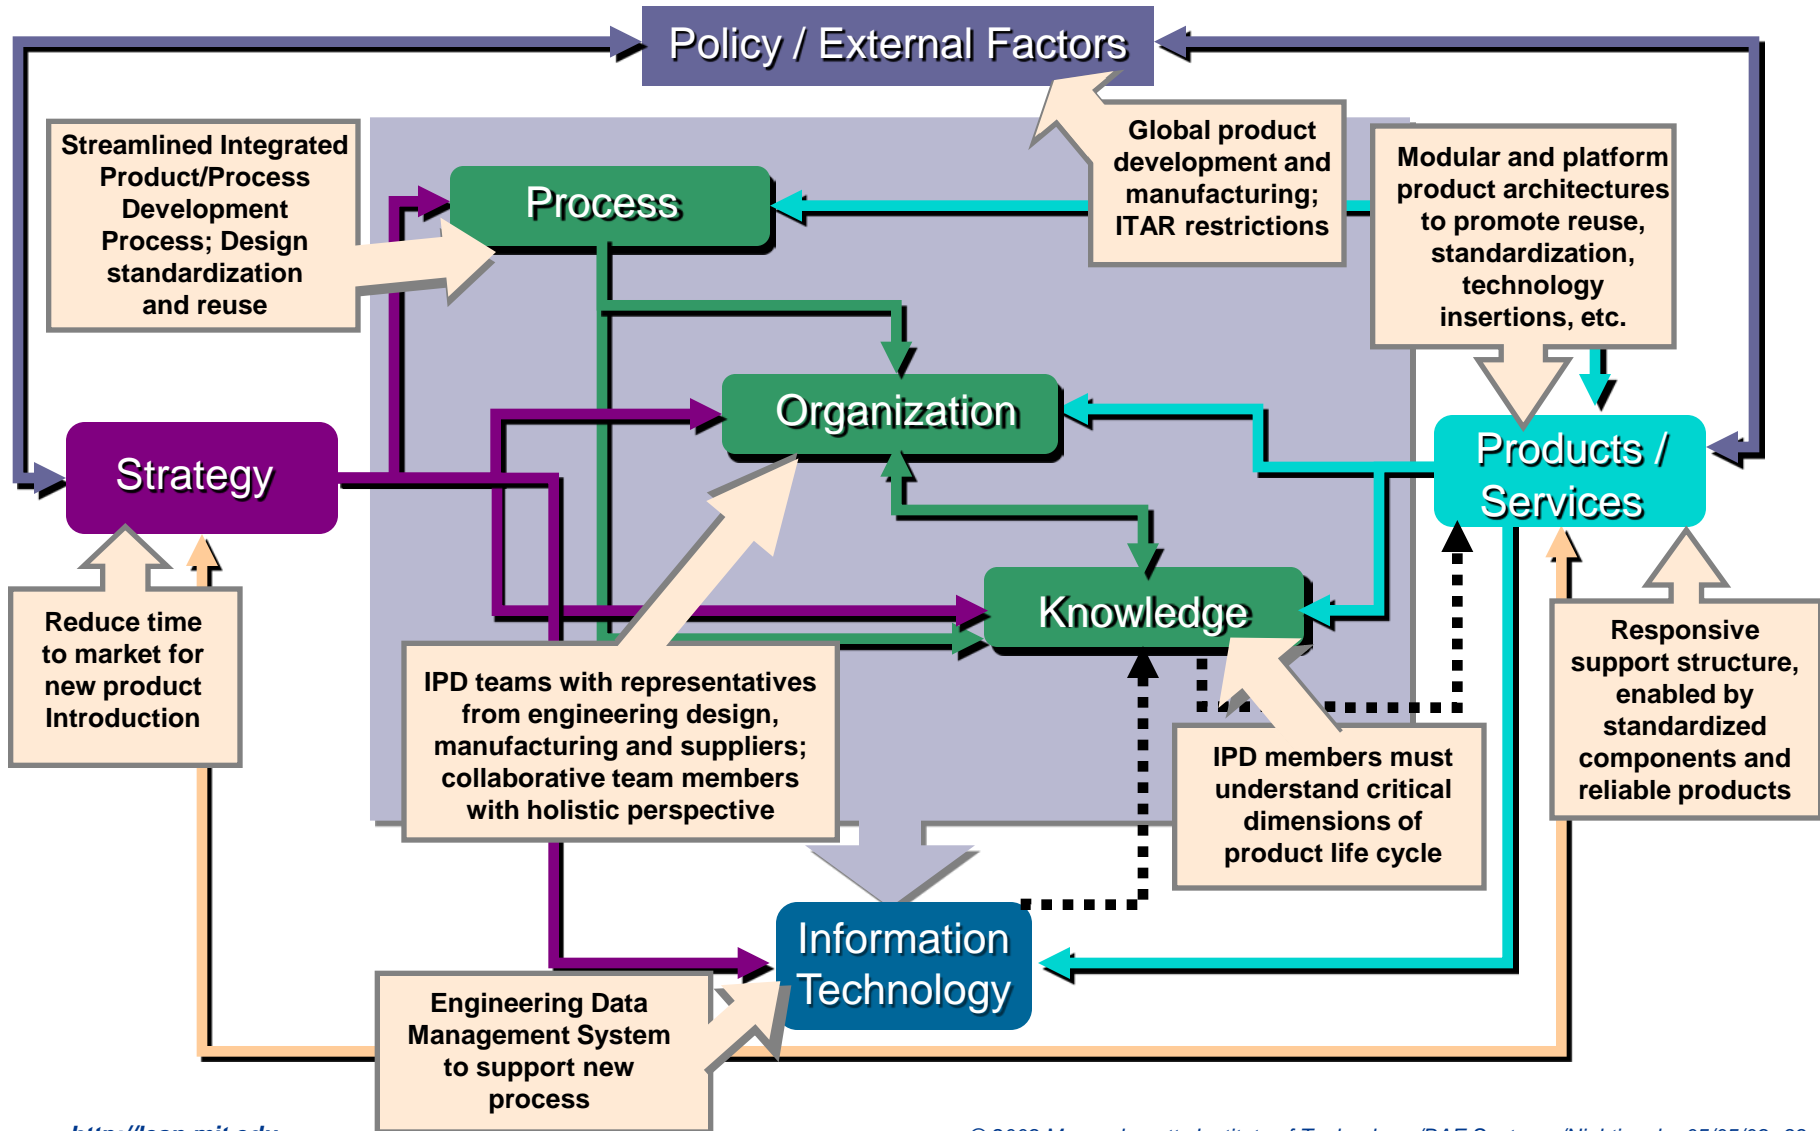 Policy / External Factors
Streamlined Integrated
Product/Process
Development
Process; Design
standardization
and reuse
Process
Global product
development and
manufacturing;
ITAR restrictions
Modular and platform
product architectures
to promote reuse,
standardization,
technology
insertions, etc.
Organization
Strategy
Products /
Services
Knowledge
Reduce time
to market for
new product
Introduction
IPD teams with representatives
from engineering design,
manufacturing and suppliers;
collaborative team members
with holistic perspective
IPD members must
understand critical
dimensions of
product life cycle
Responsive
support structure,
enabled by
standardized
components and
reliable products
Information
Technology
Engineering Data
Management System
to support new
process